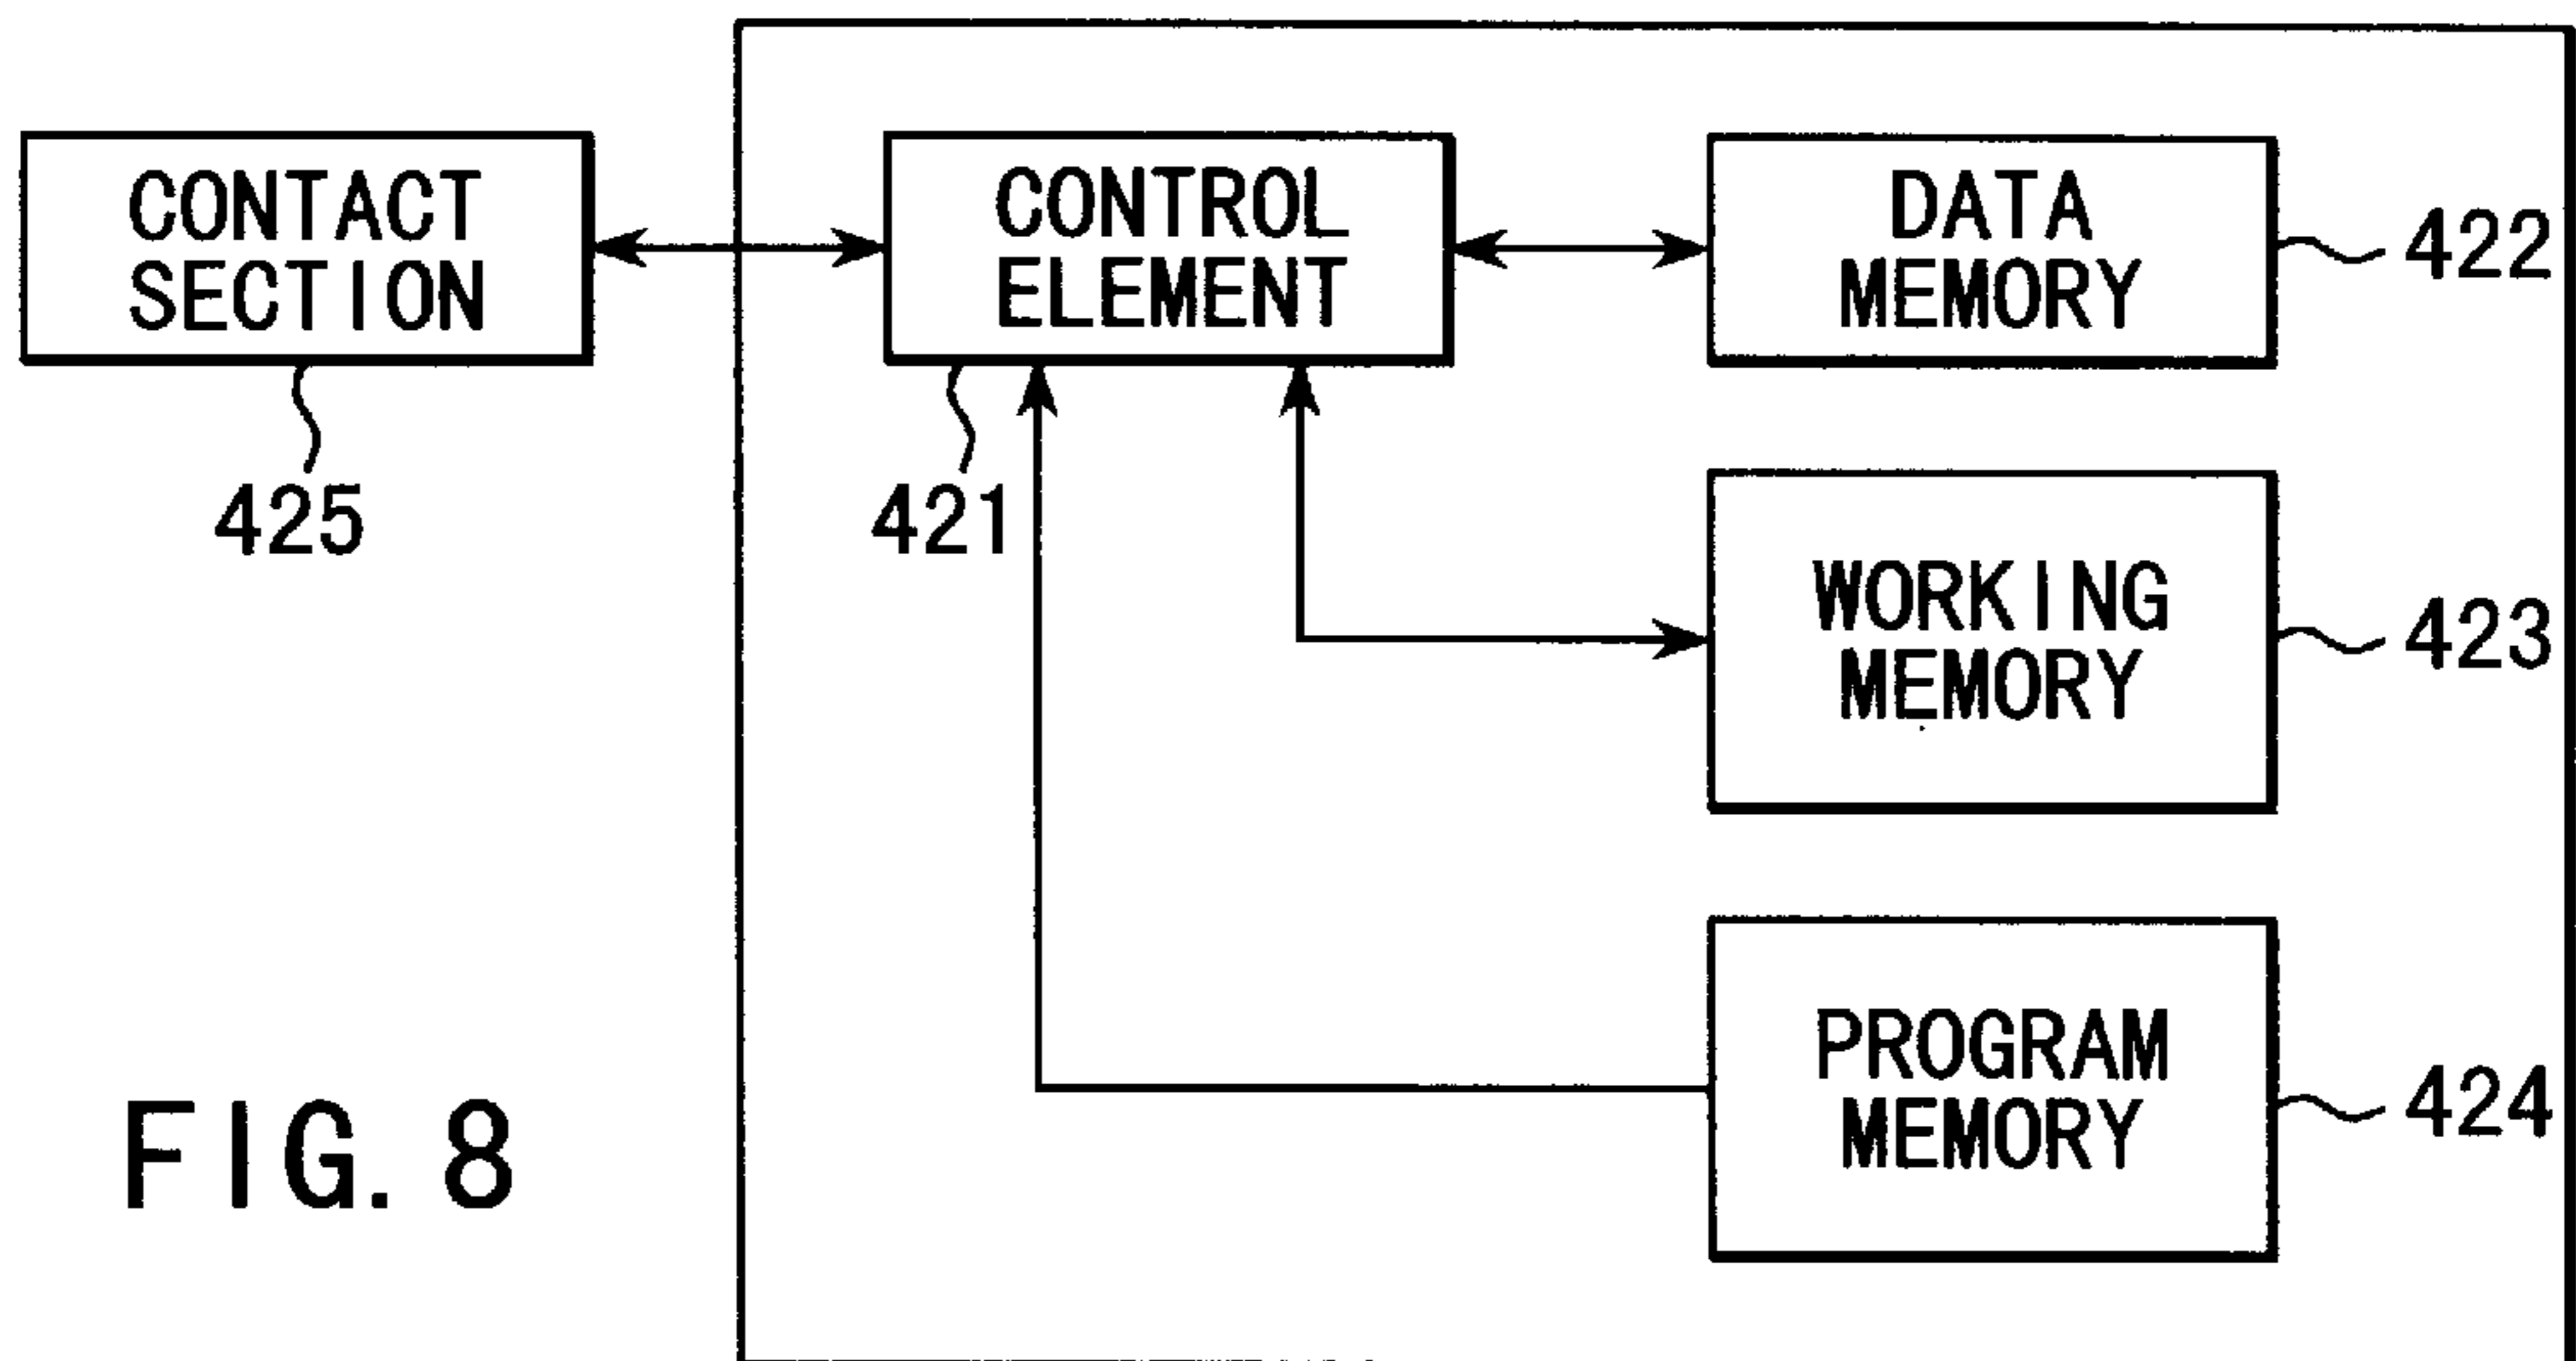 CONTACT
SECTION
425
CONTROL
ELEMENT
421
DATA
MEMORY
422
WORKING
MEMORY
423
PROGRAM
MEMORY
424
FIG. 8